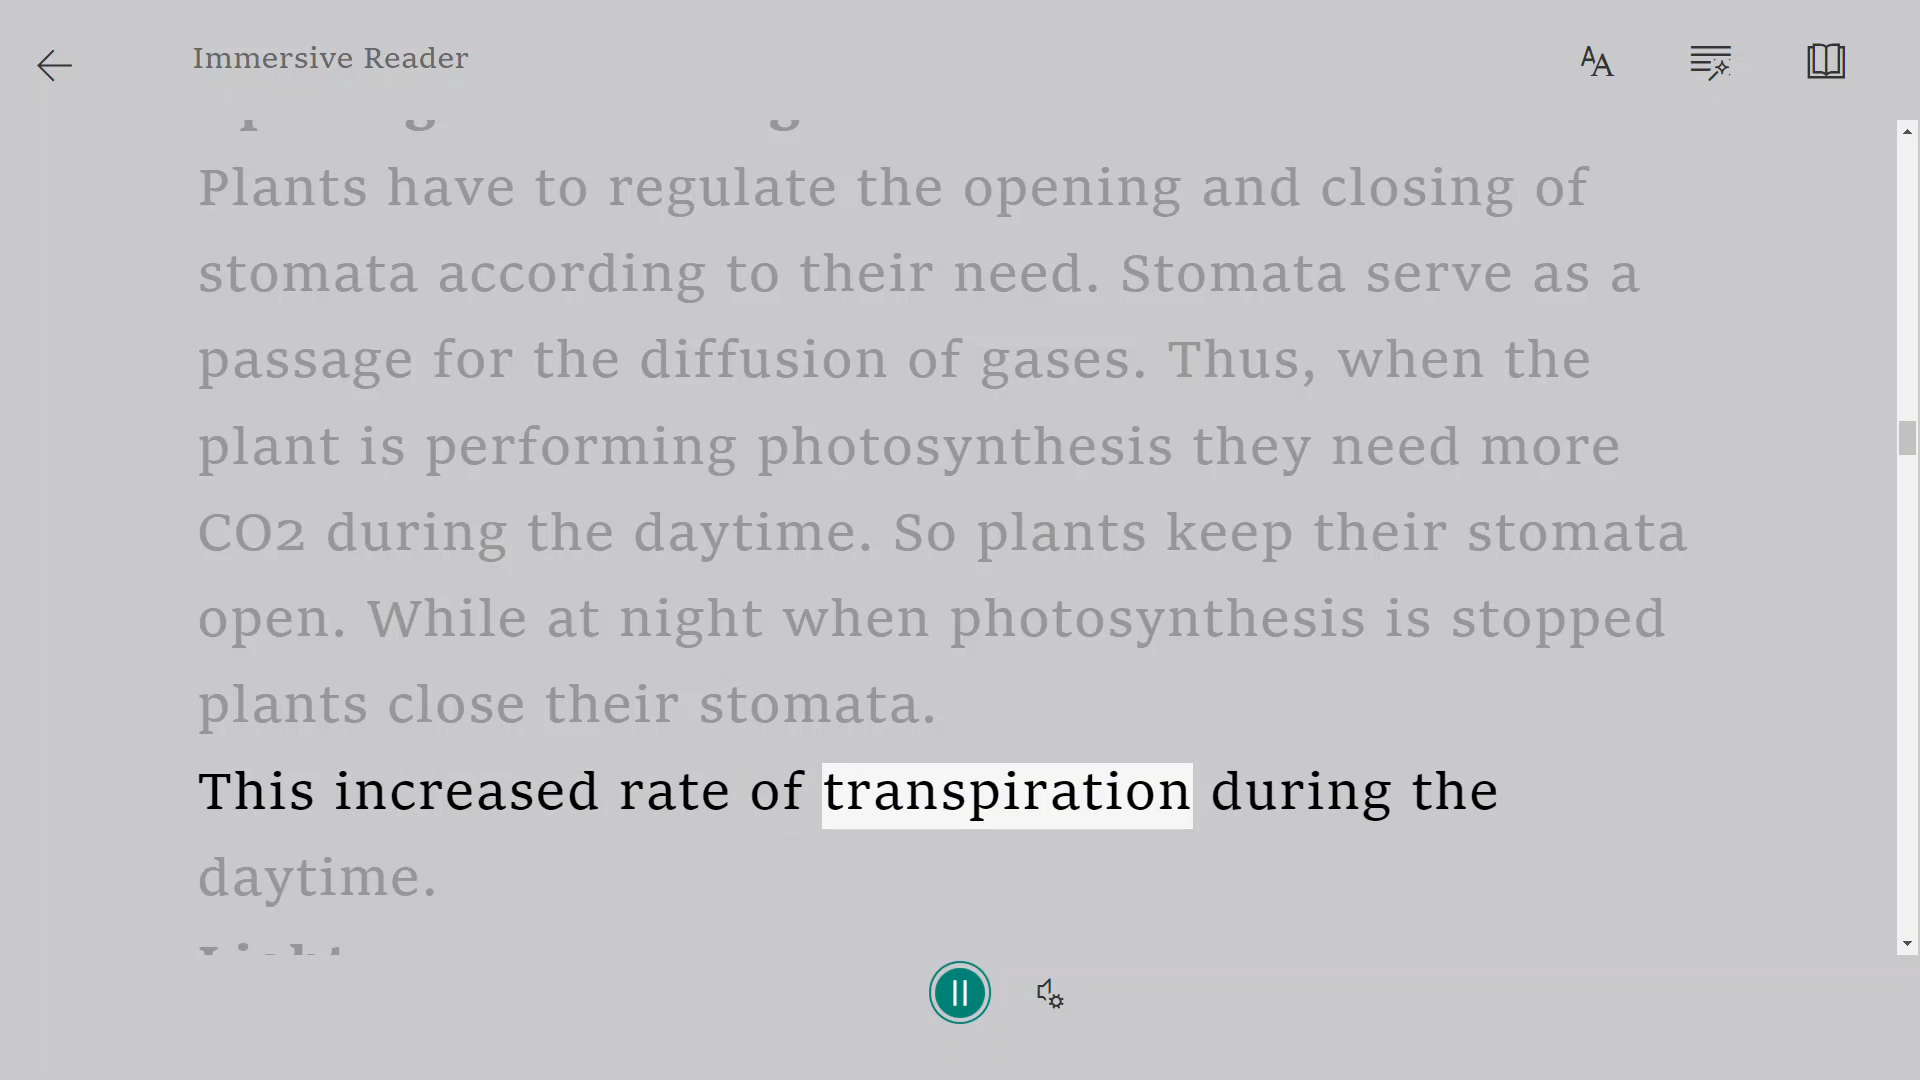 Immersive Reader
Plants have to regulate the opening and closing of
stomata according to their need. Stomata serve as a
passage for the diffusion of gases. Thus, when the
plant is performing photosynthesis they need more
CO2 during the daytime. So plants keep their stomata
open. While at night when photosynthesis is stopped
plants close their stomata.
This increased rate of transpiration during the
daytime.